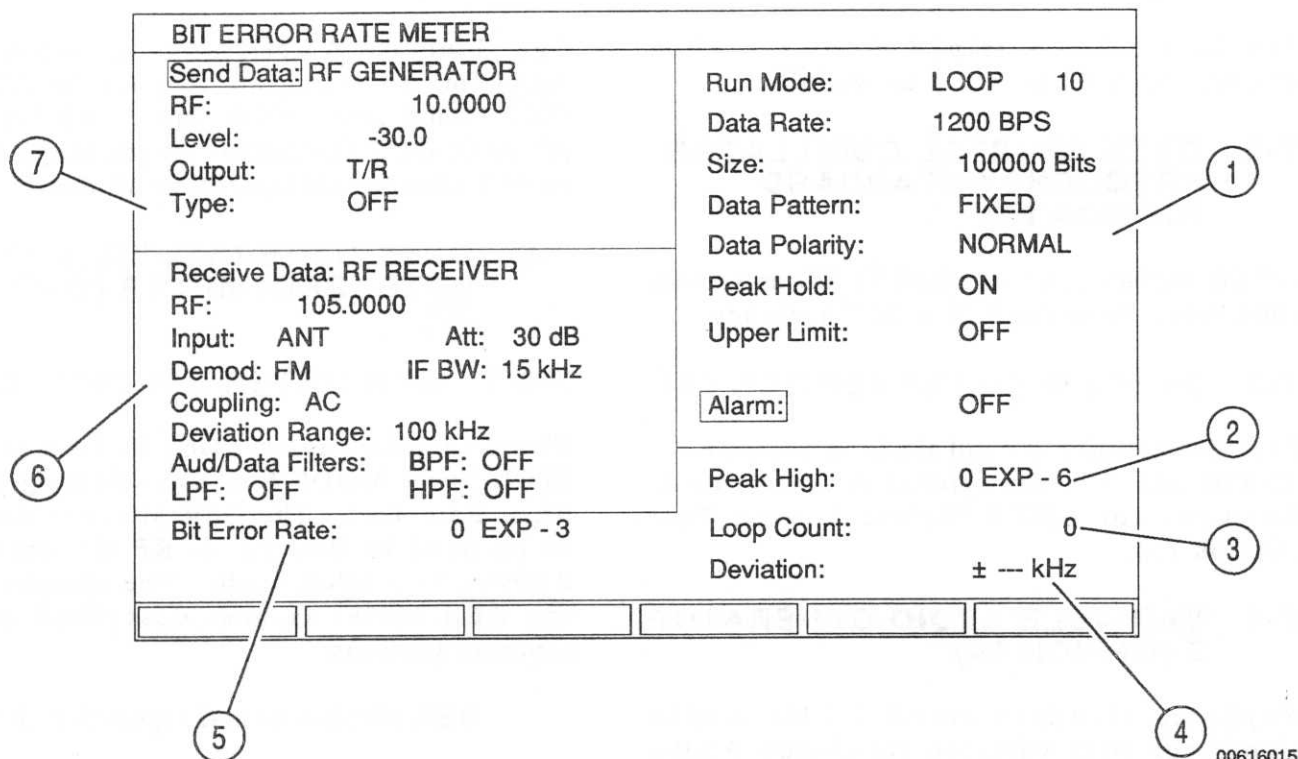 BIT ERROR RATE METER
Send Data: RF GENERATOR
RF: 10.0000
Level: -30.0
Output: T/R
Type: OFF
Receive Data: RF RECEIVER
RF: 105.0000
Input: ANT Att: 30 dB
Demod: FM IF BW: 15 kHz
Coupling: AC
Deviation Range: 100 kHz
Aud/Data Filters: BPF: OFF
LPF: OFF HPF: OFF
Bit Error Rate: 0 EXP - 3
Run Mode: LOOP 10
Data Rate: 1200 BPS
Size: 100000 Bits
Data Pattern: FIXED
Data Polarity: NORMAL
Peak Hold: ON
Upper Limit: OFF
Alarm: OFF
Peak High: 0 EXP - 6
Loop Count: 0
Deviation: ± --- kHz
7
6
5
1
2
3
4
00616015